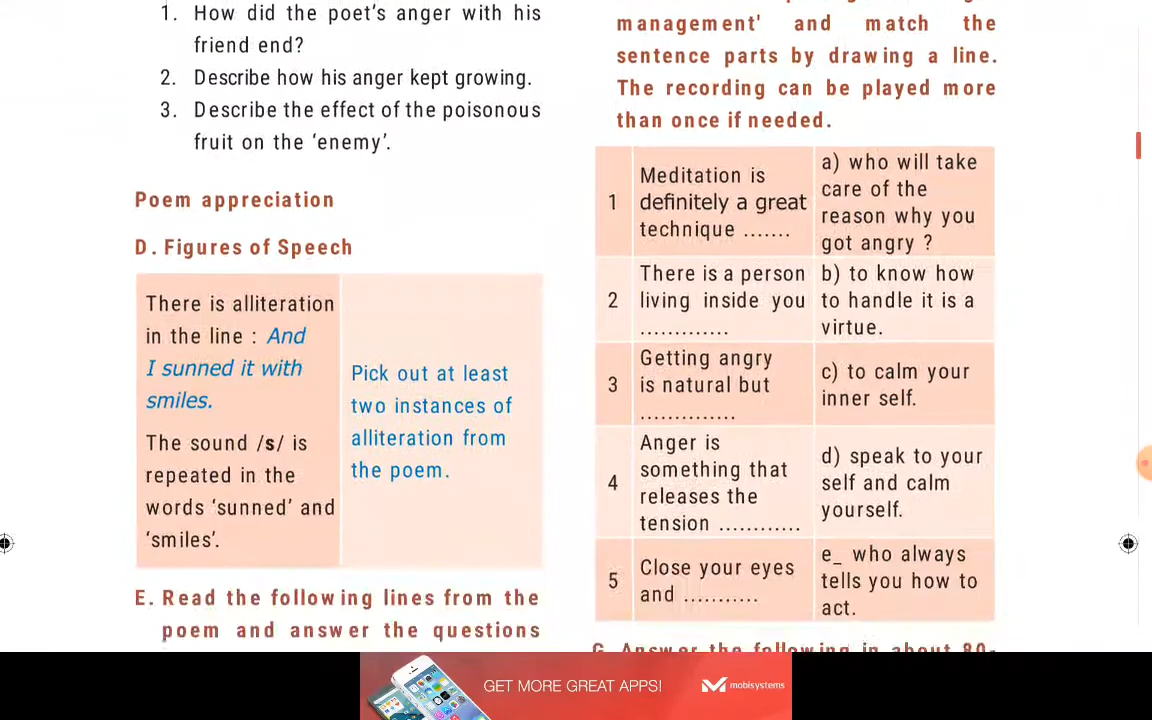 1. How did the poet's anger with his
friend end?
2. Describe how his anger kept growing.
3. Describe the effect of the poisonous
fruit on the ‘enemy’.
Poem appreciation
D. Figures of Speech
There is alliteration
in the line : And
I sunned it with
smiles.
The sound /s/ is
repeated in the
words ‘sunned’ and
‘smiles’.
Pick out at least
two instances of
alliteration from
the poem.
E. Read the following lines from the
poem and answer the questions
management' and match the
sentence parts by drawing a line.
The recording can be played more
than once if needed.
1
Meditation is
definitely a great
technique .......
a) who will take
care of the
reason why you
got angry ?
2
There is a person
living inside you
.............
b) to know how
to handle it is a
virtue.
3
Getting angry
is natural but
.............
c) to calm your
inner self.
4
Anger is
something that
releases the
tension ............
d) speak to your
self and calm
yourself.
5
Close your eyes
and ...........
e_ who always
tells you how to
act.
G. Answer the following in about 80-
GET MORE GREAT APPS!
mobisystems